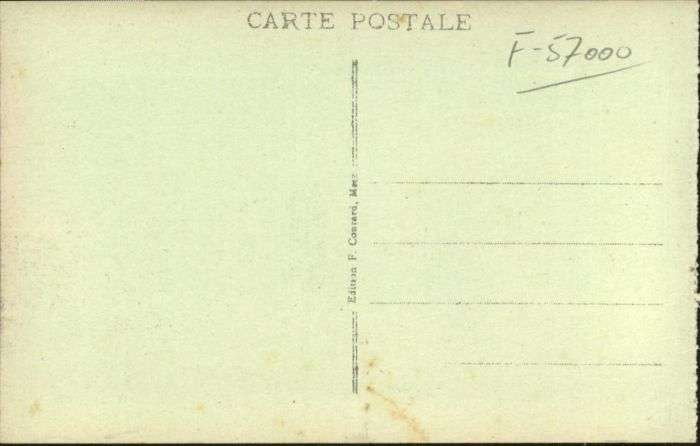 CARTE POSTALE
F-57000
Edition F. Conrard, Metz